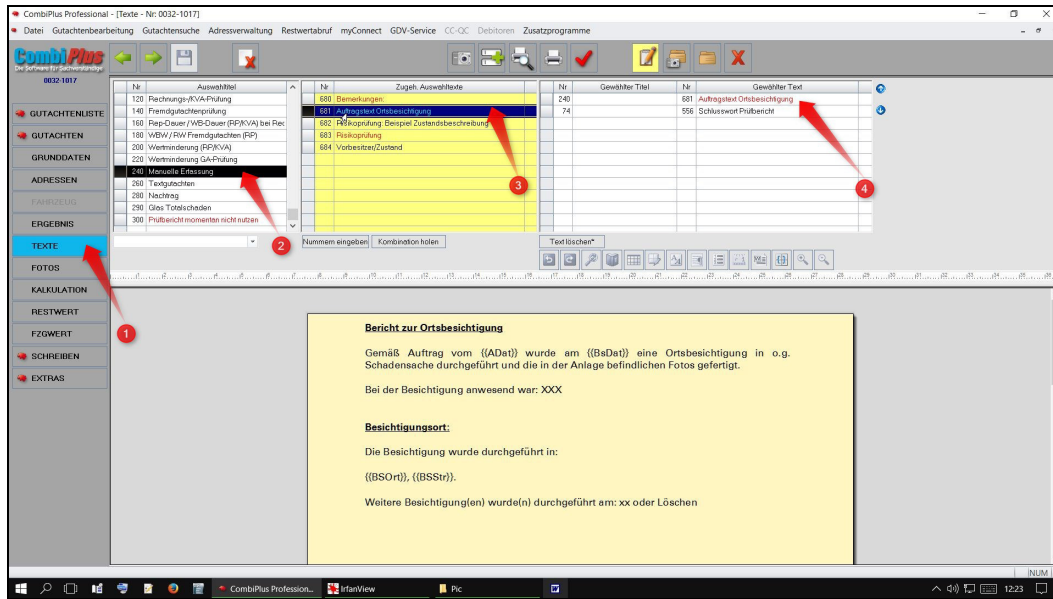 CombiPlus Professional - [Texte - Nr: 0032-1017]
Datei Gutachtenbearbeitung Gutachtensuche Adressverwaltung Restwertabruf myConnect GDV-Service CC-QC Debitoren Zusatzprogramme
CombiPlus
Die Software für Sachverständige
0032-1017
GUTACHTENLISTE
GUTACHTEN
GRUNDDATEN
ADRESSEN
FAHRZEUG
ERGEBNIS
TEXTE
FOTOS
KALKULATION
RESTWERT
FZGWERT
SCHREIBEN
EXTRAS
1
Nr Auswahltitel
120 Rechnungs-/KVA-Prüfung
140 Fremdgutachtenprüfung
160 Rep-Dauer / WB-Dauer (RP/KVA) bei Rec
180 WBW / RW Fremdgutachten (RP)
200 Wertminderung (RP/KVA)
220 Wertminderung GA-Prüfung
240 Manuelle Erfassung
260 Textgutachten
280 Nachtrag
290 Glas Totalschaden
300 Prüfbericht momentan nicht nutzen
2
Nr Zugeh. Auswahltexte
680 Bemerkungen:
681 Auftragstext Ortsbesichtigung
682 Risikoprüfung: Beispiel Zustandsbeschreibung
683 Risikoprüfung
684 Vorbesitzer/Zustand
3
Nummern eingeben Kombination holen
Nr Gewählter Titel Nr Gewählter Text
240 681 Auftragstext Ortsbesichtigung
74 556 Schlusswort Prüfbericht
4
Text löschen*
Bericht zur Ortsbesichtigung
Gemäß Auftrag vom {{ADat}} wurde am {{BsDat}} eine Ortsbesichtigung in o.g.
Schadensache durchgeführt und die in der Anlage befindlichen Fotos gefertigt.
Bei der Besichtigung anwesend war: XXX
Besichtigungsort:
Die Besichtigung wurde durchgeführt in:
{{BSOrt}}, {{BSStr}}.
Weitere Besichtigung(en) wurde(n) durchgeführt am: xx oder Löschen
NUM
CombiPlus Profession... IrfanView Pic 12:23